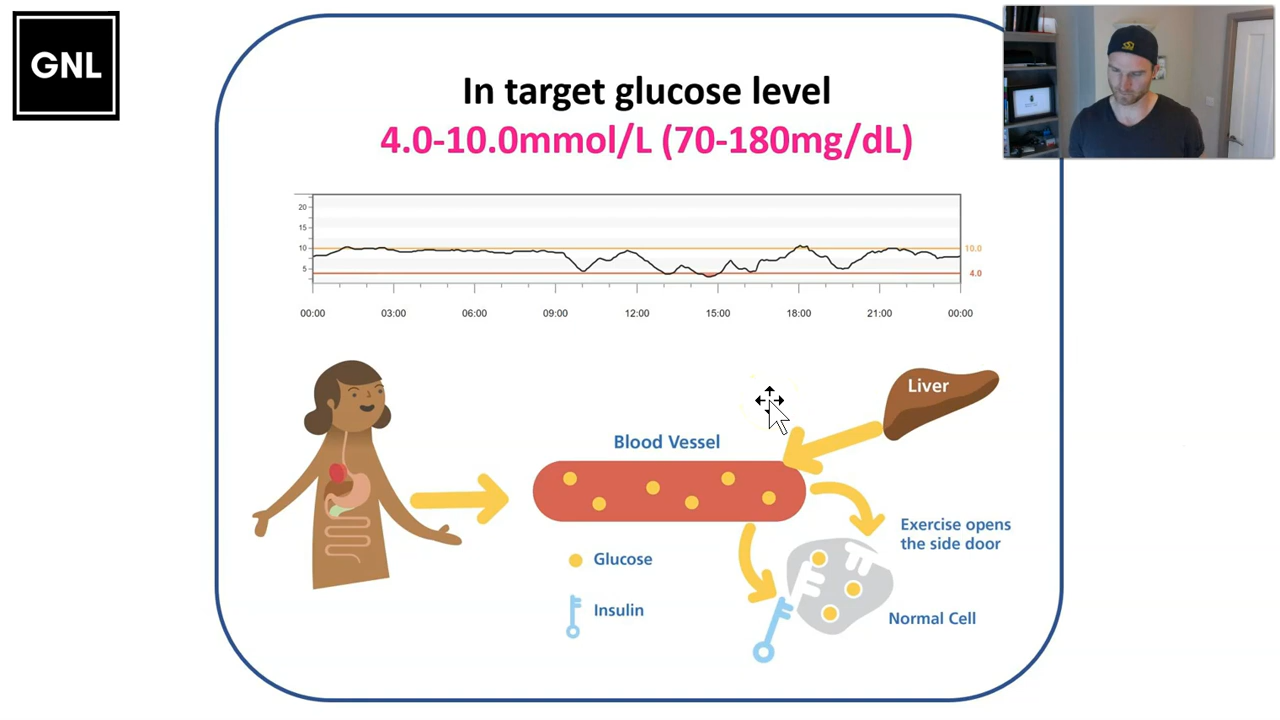 GNL
In target glucose level
4.0-10.0mmol/L (70-180mg/dL)
20
15
10
5
10.0
4.0
00:00 03:00 06:00 09:00 12:00 15:00 18:00 21:00 00:00
Liver
Blood Vessel
Exercise opens
the side door
Glucose
Insulin
Normal Cell